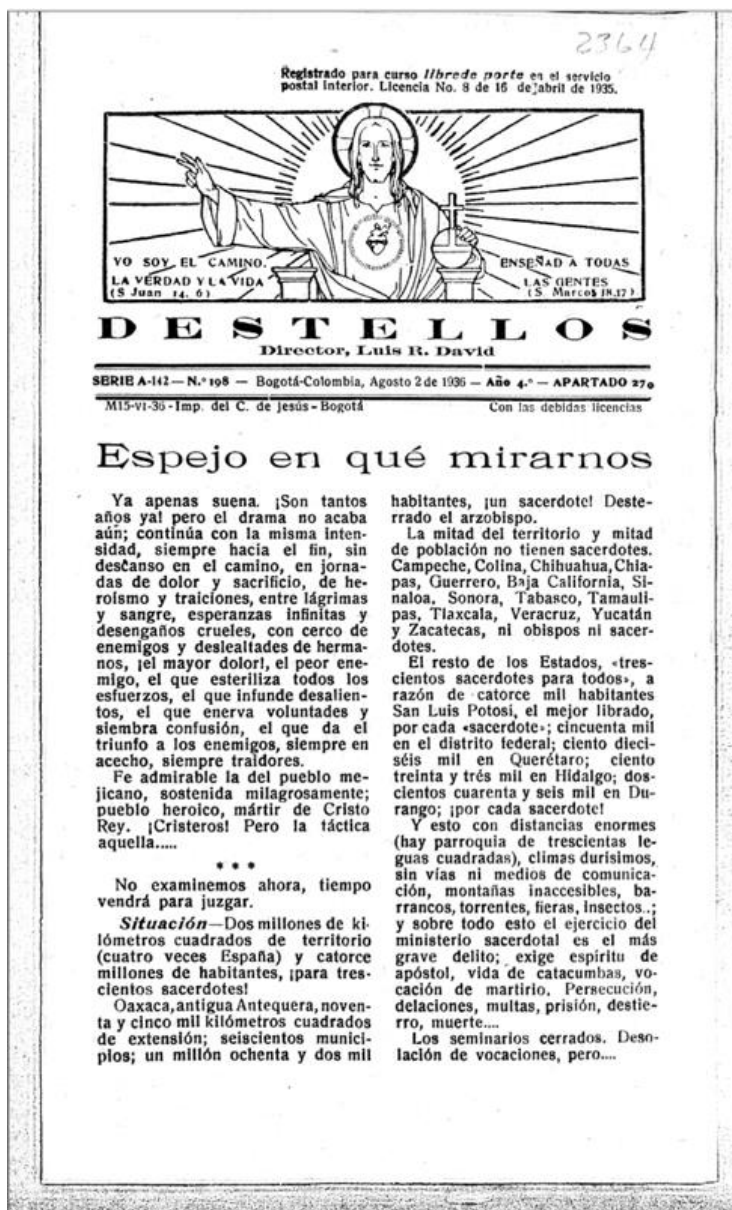 2364
Registrado para curso librede porte en el servicio
postal interior. Licencia No. 8 de 16 de abril de 1935.
YO SOY EL CAMINO.
LA VERDAD Y LA VIDA
(S Juan 14. 6)
ENSEÑAD A TODAS
LAS GENTES
(S. Marcos 18.17)
DESTELLOS
Director, Luis R. David
SERIE A-142 — N.º 198 — Bogotá-Colombia, Agosto 2 de 1936 — Año 4.º — APARTADO 270
M15-VI-36 - Imp. del C. de Jesús - Bogotá
Con las debidas licencias
Espejo en qué mirarnos
Ya apenas suena. ¡Son tantos
años ya! pero el drama no acaba
aún; continúa con la misma inten-
sidad, siempre hacia el fin, sin
descanso en el camino, en jorna-
das de dolor y sacrificio, de he-
roísmo y traiciones, entre lágrimas
y sangre, esperanzas infinitas y
desengaños crueles, con cerco de
enemigos y deslealtades de herma-
nos, ¡el mayor dolor!, el peor ene-
migo, el que esteriliza todos los
esfuerzos, el que infunde desalien-
tos, el que enerva voluntades y
siembra confusión, el que da el
triunfo a los enemigos, siempre en
acecho, siempre traidores.
Fe admirable la del pueblo me-
jicano, sostenida milagrosamente;
pueblo heroico, mártir de Cristo
Rey. ¡Cristeros! Pero la táctica
aquella.....
* * *
No examinemos ahora, tiempo
vendrá para juzgar.
Situación—Dos millones de ki-
lómetros cuadrados de territorio
(cuatro veces España) y catorce
millones de habitantes, ¡para tres-
cientos sacerdotes!
Oaxaca, antigua Antequera, noven-
ta y cinco mil kilómetros cuadrados
de extensión; seiscientos munici-
pios; un millón ochenta y dos mil
habitantes, ¡un sacerdote! Deste-
rrado el arzobispo.
La mitad del territorio y mitad
de población no tienen sacerdotes.
Campeche, Colina, Chihuahua, Chia-
pas, Guerrero, Baja California, Si-
naloa, Sonora, Tabasco, Tamauli-
pas, Tlaxcala, Veracruz, Yucatán
y Zacatecas, ni obispos ni sacer-
dotes.
El resto de los Estados, «tres-
cientos sacerdotes para todos», a
razón de catorce mil habitantes
San Luis Potosí, el mejor librado,
por cada «sacerdote»; cincuenta mil
en el distrito federal; ciento dieci-
séis mil en Querétaro; ciento
treinta y trés mil en Hidalgo; dos-
cientos cuarenta y seis mil en Du-
rango; ¡por cada sacerdote!
Y esto con distancias enormes
(hay parroquia de trescientas le-
guas cuadradas), climas durísimos,
sin vías ni medios de comunica-
ción, montañas inaccesibles, ba-
rrancos, torrentes, fieras, insectos..;
y sobre todo esto el ejercicio del
ministerio sacerdotal es el más
grave delito; exige espíritu de
apóstol, vida de catacumbas, vo-
cación de martirio. Persecución,
delaciones, multas, prisión, destie-
rro, muerte....
Los seminarios cerrados. Deso-
lación de vocaciones, pero....